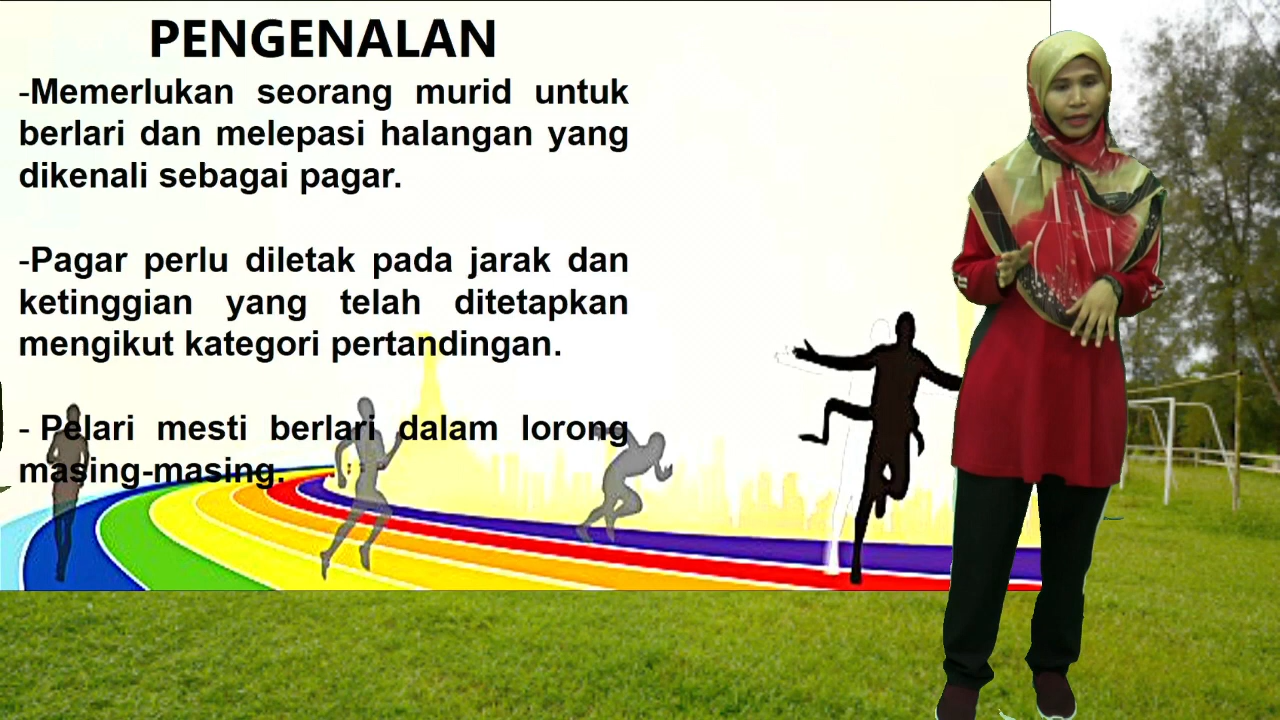 PENGENALAN
-Memerlukan seorang murid untuk
berlari dan melepasi halangan yang
dikenali sebagai pagar.
-Pagar perlu diletak pada jarak dan
ketinggian yang telah ditetapkan
mengikut kategori pertandingan.
- Pelari mesti berlari dalam lorong
masing-masing.